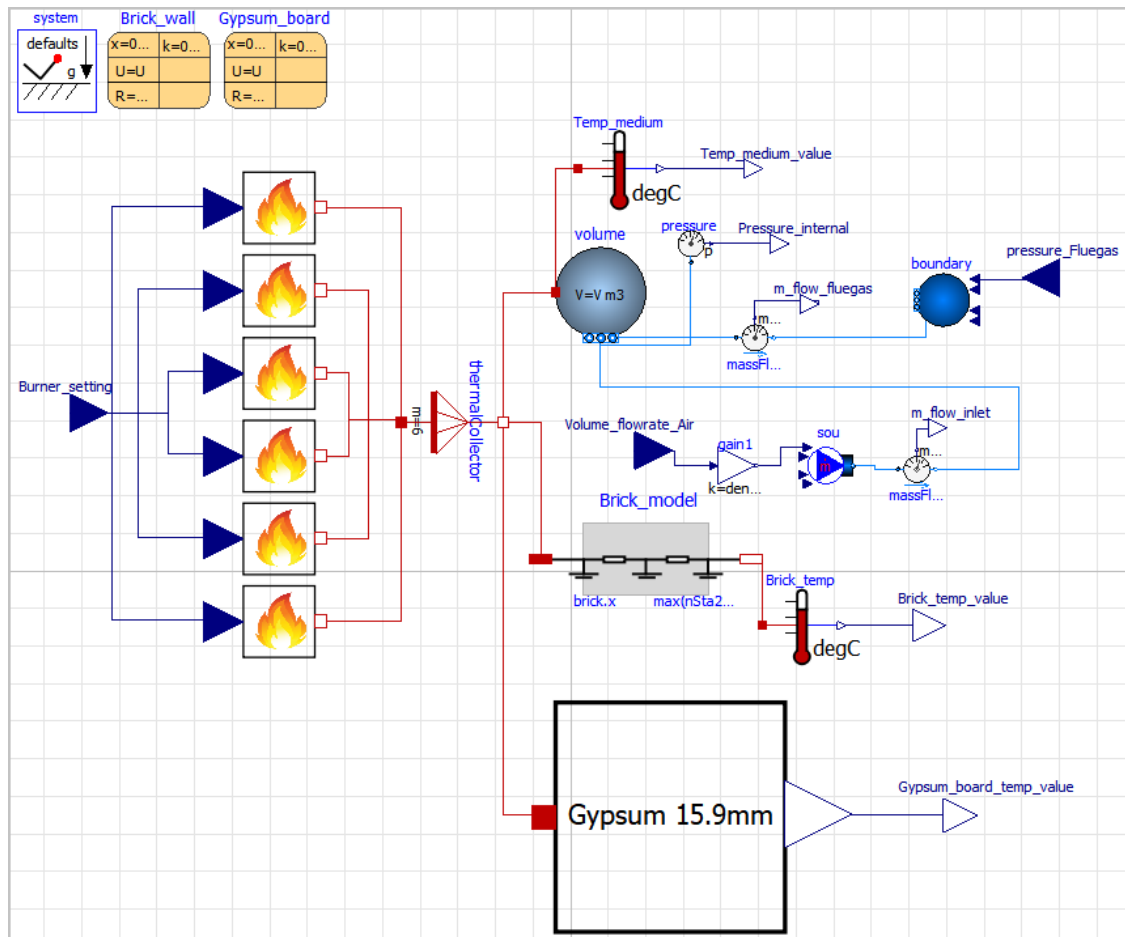 system
Brick_wall
Gypsum_board
defaults
g
x=0...
k=0...
U=U
R=...
x=0...
k=0...
U=U
R=...
Temp_medium
Temp_medium_value
degC
volume
pressure
Pressure_internal
p
pressure_Fluegas
boundary
V=V m3
m_flow_fluegas
m...
massFl...
Burner_setting
m=6
thermalCollector
Volume_flowrate_Air
gain1
k=den...
sou
m
m_flow_inlet
m...
massFl...
Brick_model
brick.x
max(nSta2...
Brick_temp
Brick_temp_value
degC
Gypsum 15.9mm
Gypsum_board_temp_value